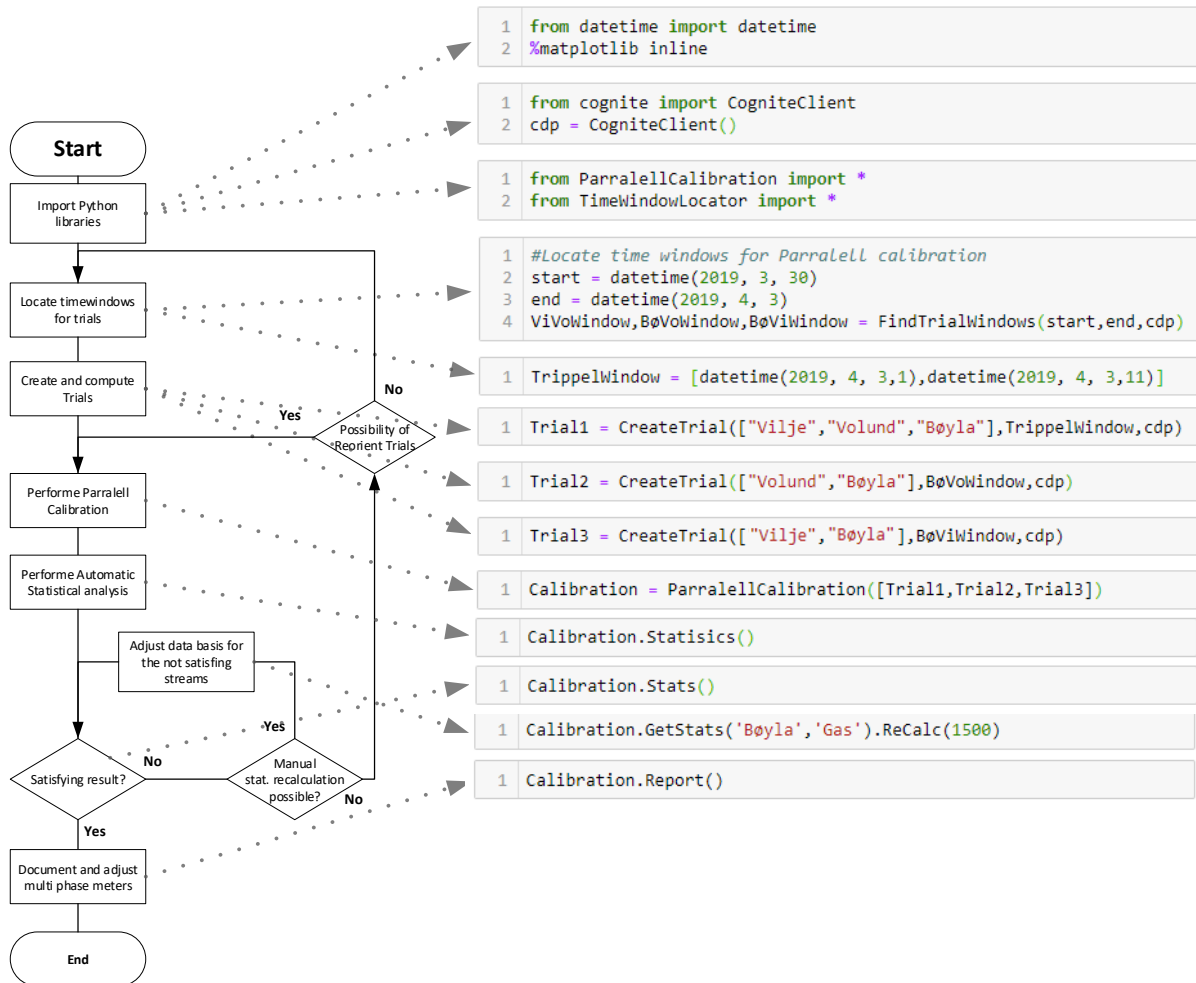 Start
Import Python
libraries
Locate timewindows
for trials
Create and compute
Trials
No
Yes
Possibility of
Reorient Trials
Performe Parralell
Calibration
Performe Automatic
Statistical analysis
Adjust data basis for
the not satisfing
streams
Yes
No
Satisfying result?
Manual
stat. recalculation
possible?
No
Yes
Document and adjust
multi phase meters
End
1 from datetime import datetime
2 %matplotlib inline
1 from cognite import CogniteClient
2 cdp = CogniteClient()
1 from ParralellCalibration import *
2 from TimeWindowLocator import *
1 #Locate time windows for Parralell calibration
2 start = datetime(2019, 3, 30)
3 end = datetime(2019, 4, 3)
4 ViVoWindow,BøVoWindow,BøViWindow = FindTrialWindows(start,end,cdp)
1 TrippelWindow = [datetime(2019, 4, 3,1),datetime(2019, 4, 3,11)]
1 Trial1 = CreateTrial(["Vilje","Volund","Bøyla"],TrippelWindow,cdp)
1 Trial2 = CreateTrial(["Volund","Bøyla"],BøVoWindow,cdp)
1 Trial3 = CreateTrial(["Vilje","Bøyla"],BøViWindow,cdp)
1 Calibration = ParralellCalibration([Trial1,Trial2,Trial3])
1 Calibration.Statisics()
1 Calibration.Stats()
1 Calibration.GetStats('Bøyla','Gas').ReCalc(1500)
1 Calibration.Report()